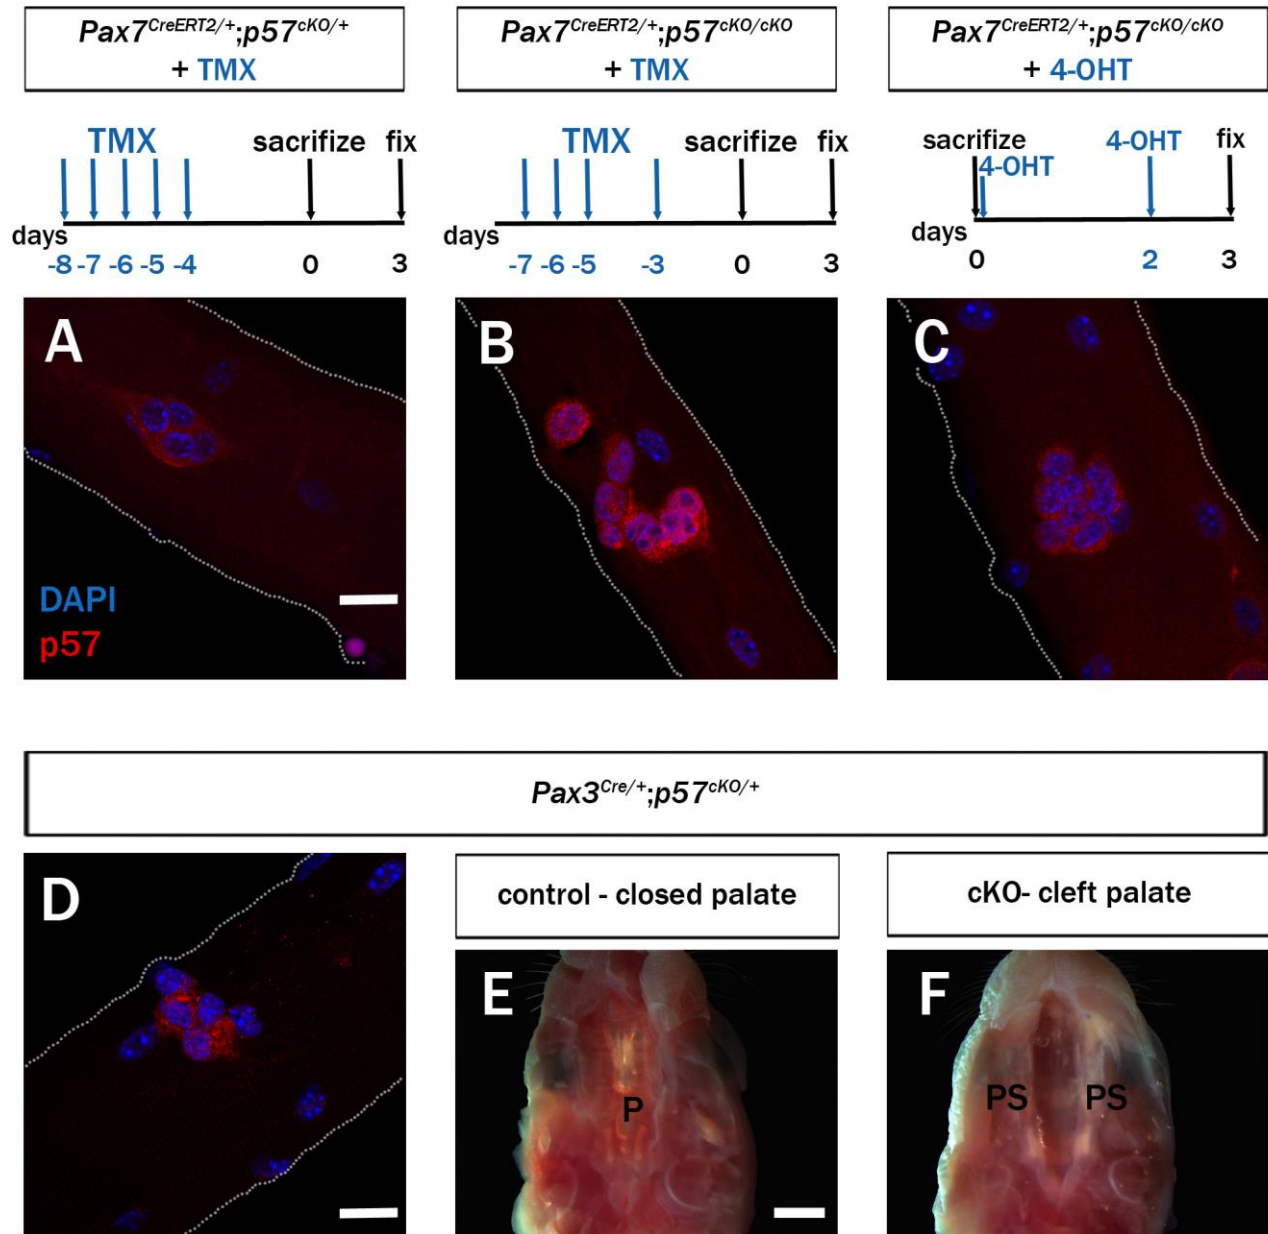 Pax7CreERT2/+;p57cKO/+
+ TMX
Pax7CreERT2/+;p57cKO/cKO
+ TMX
Pax7CreERT2/+;p57cKO/cKO
+ 4-OHT
TMX sacrifize fix
days
-8 -7 -6 -5 -4 0 3
TMX sacrifize fix
days
-7 -6 -5 -3 0 3
sacrifize 4-OHT fix
4-OHT
days
0 2 3
A
DAPI
p57
B
C
Pax3Cre/+;p57cKO/+
D
control - closed palate
E
P
cKO- cleft palate
F
PS PS